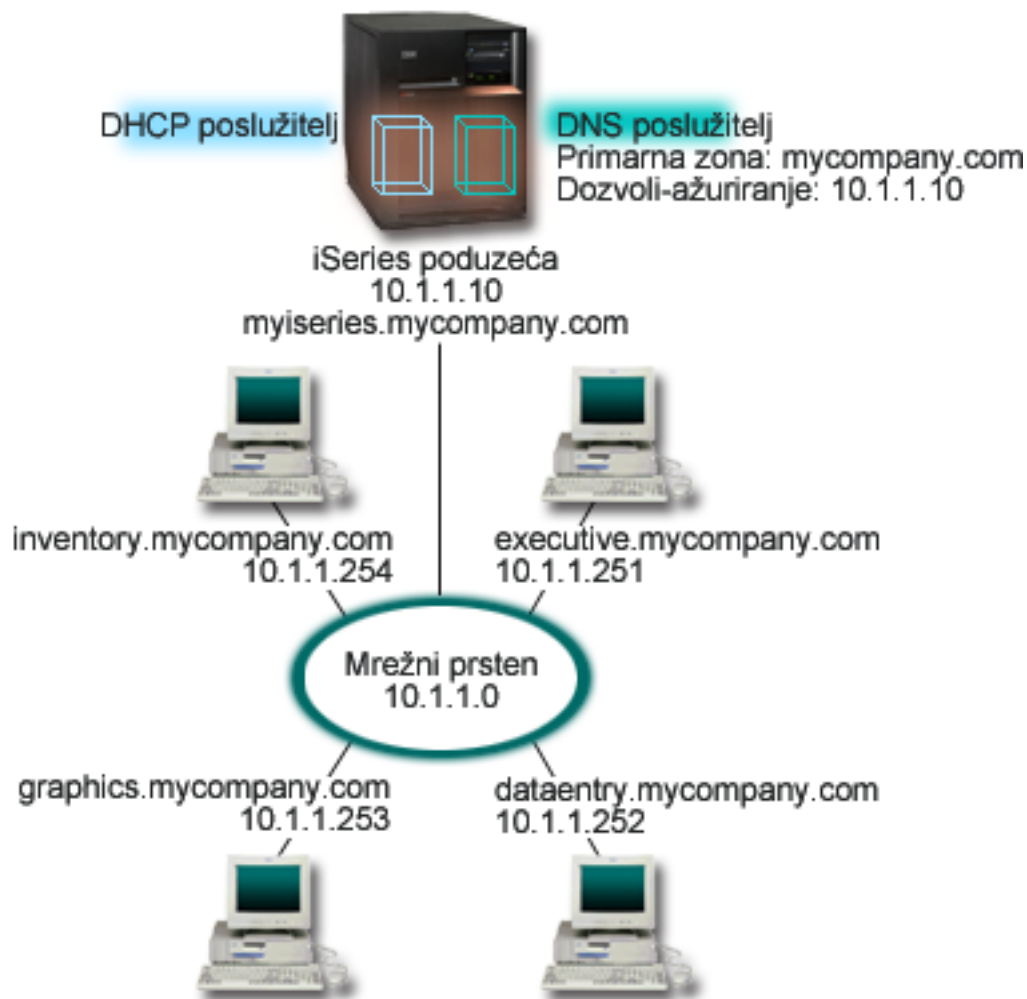 DHCP poslužitelj
DNS poslužitelj
Primarna zona: mycompany.com
Dozvoli-ažuriranje: 10.1.1.10
iSeries poduzeća
10.1.1.10
myiseries.mycompany.com
inventory.mycompany.com
10.1.1.254
executive.mycompany.com
10.1.1.251
Mrežni prsten
10.1.1.0
graphics.mycompany.com
10.1.1.253
dataentry.mycompany.com
10.1.1.252